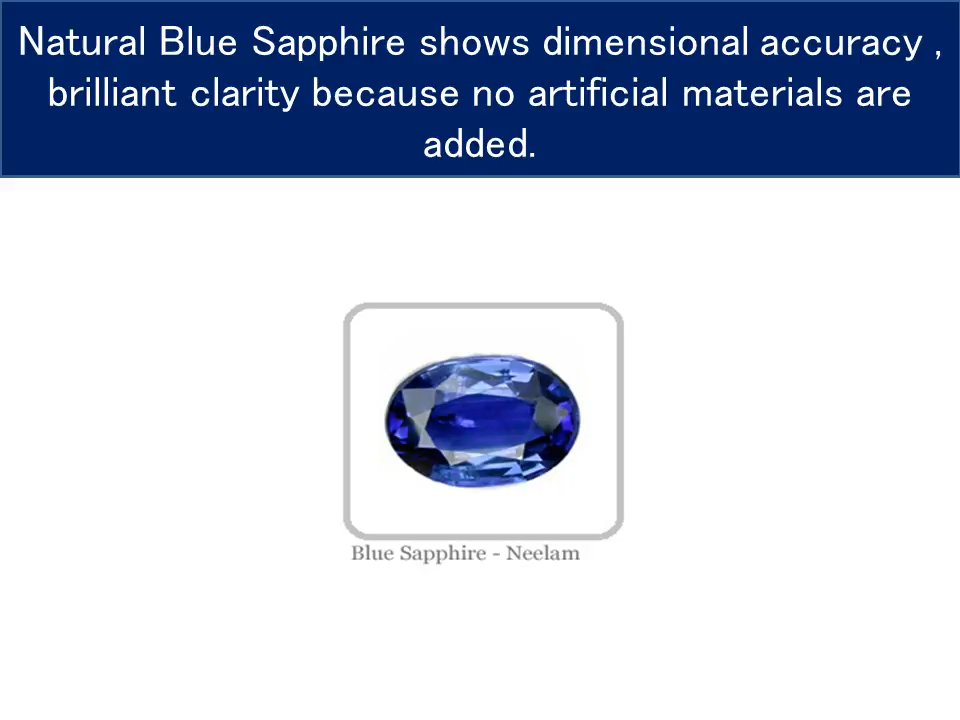 Natural Blue Sapphire shows dimensional accuracy ,
brilliant clarity because no artificial materials are
added.
Blue Sapphire - Neelam